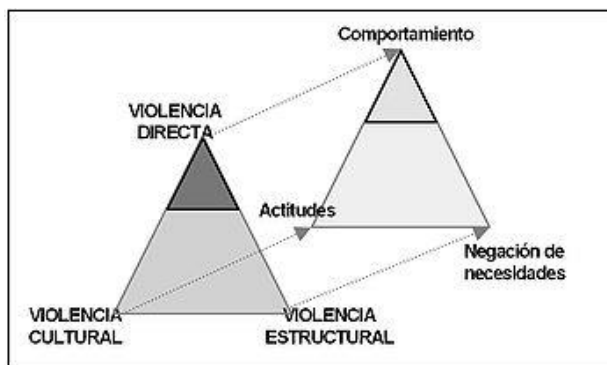 Comportamiento
VIOLENCIA
DIRECTA
Actitudes
Negación de
necesidades
VIOLENCIA
CULTURAL
VIOLENCIA
ESTRUCTURAL